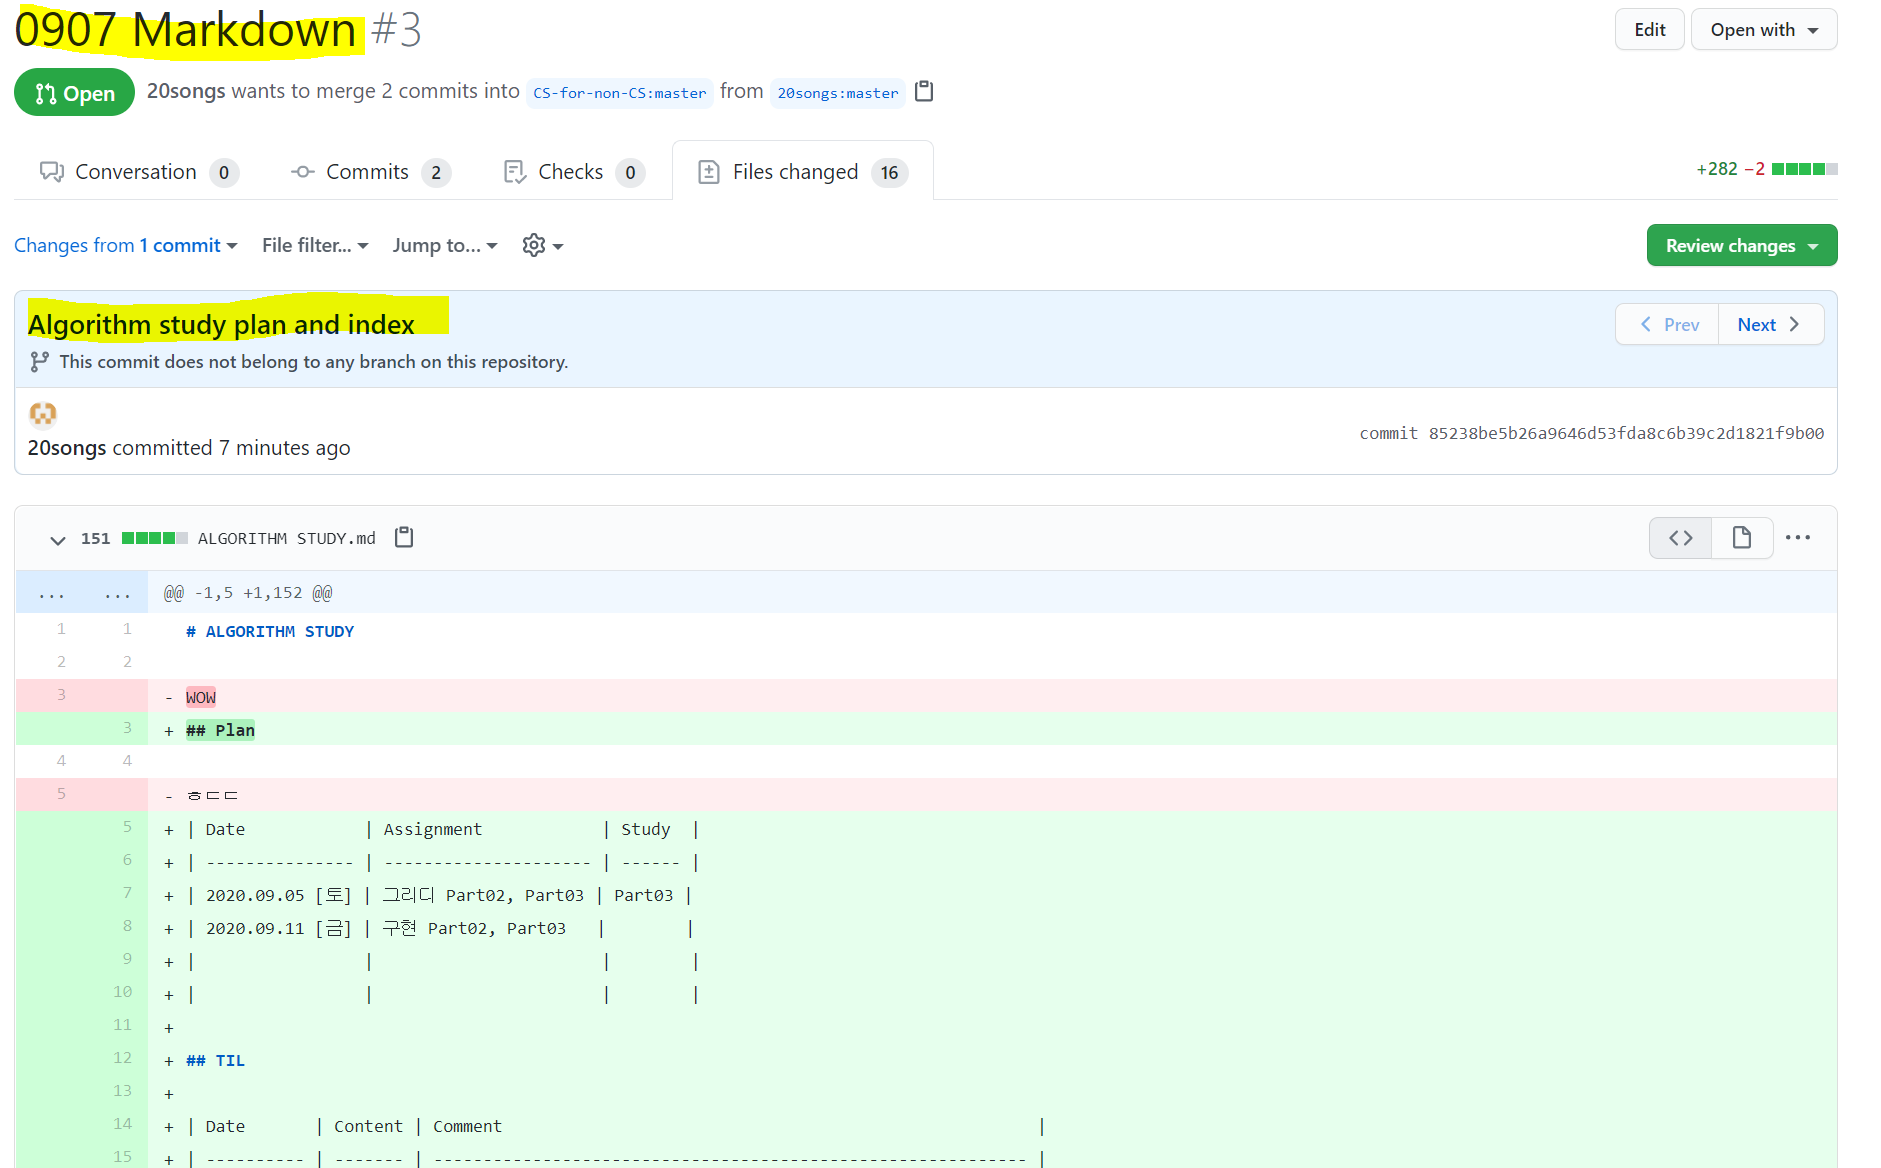 0907 Markdown #3
Edit
Open with
Open
20songs wants to merge 2 commits into CS-for-non-CS:master from 20songs:master
Conversation 0
Commits 2
Checks 0
Files changed 16
+282 −2
Changes from 1 commit
File filter...
Jump to...
Review changes
Algorithm study plan and index
Prev
Next
This commit does not belong to any branch on this repository.
20songs committed 7 minutes ago
commit 85238be5b26a9646d53fda8c6b39c2d1821f9b00
151 ALGORITHM STUDY.md
... ... @@ -1,5 +1,152 @@
1 1 # ALGORITHM STUDY
2 2
3 - WOW
3 + ## Plan
4 4
5 - ㅎㄷㄷ
5 + | Date | Assignment | Study |
6 + | --------------- | --------------------- | ------ |
7 + | 2020.09.05 [토] | 그리디 Part02, Part03 | Part03 |
8 + | 2020.09.11 [금] | 구현 Part02, Part03 | |
9 + | | | |
10 + | | | |
11 +
12 + ## TIL
13 +
14 + | Date | Content | Comment |
15 + | ---------- | ------- | ------------------------------------------------------------ |